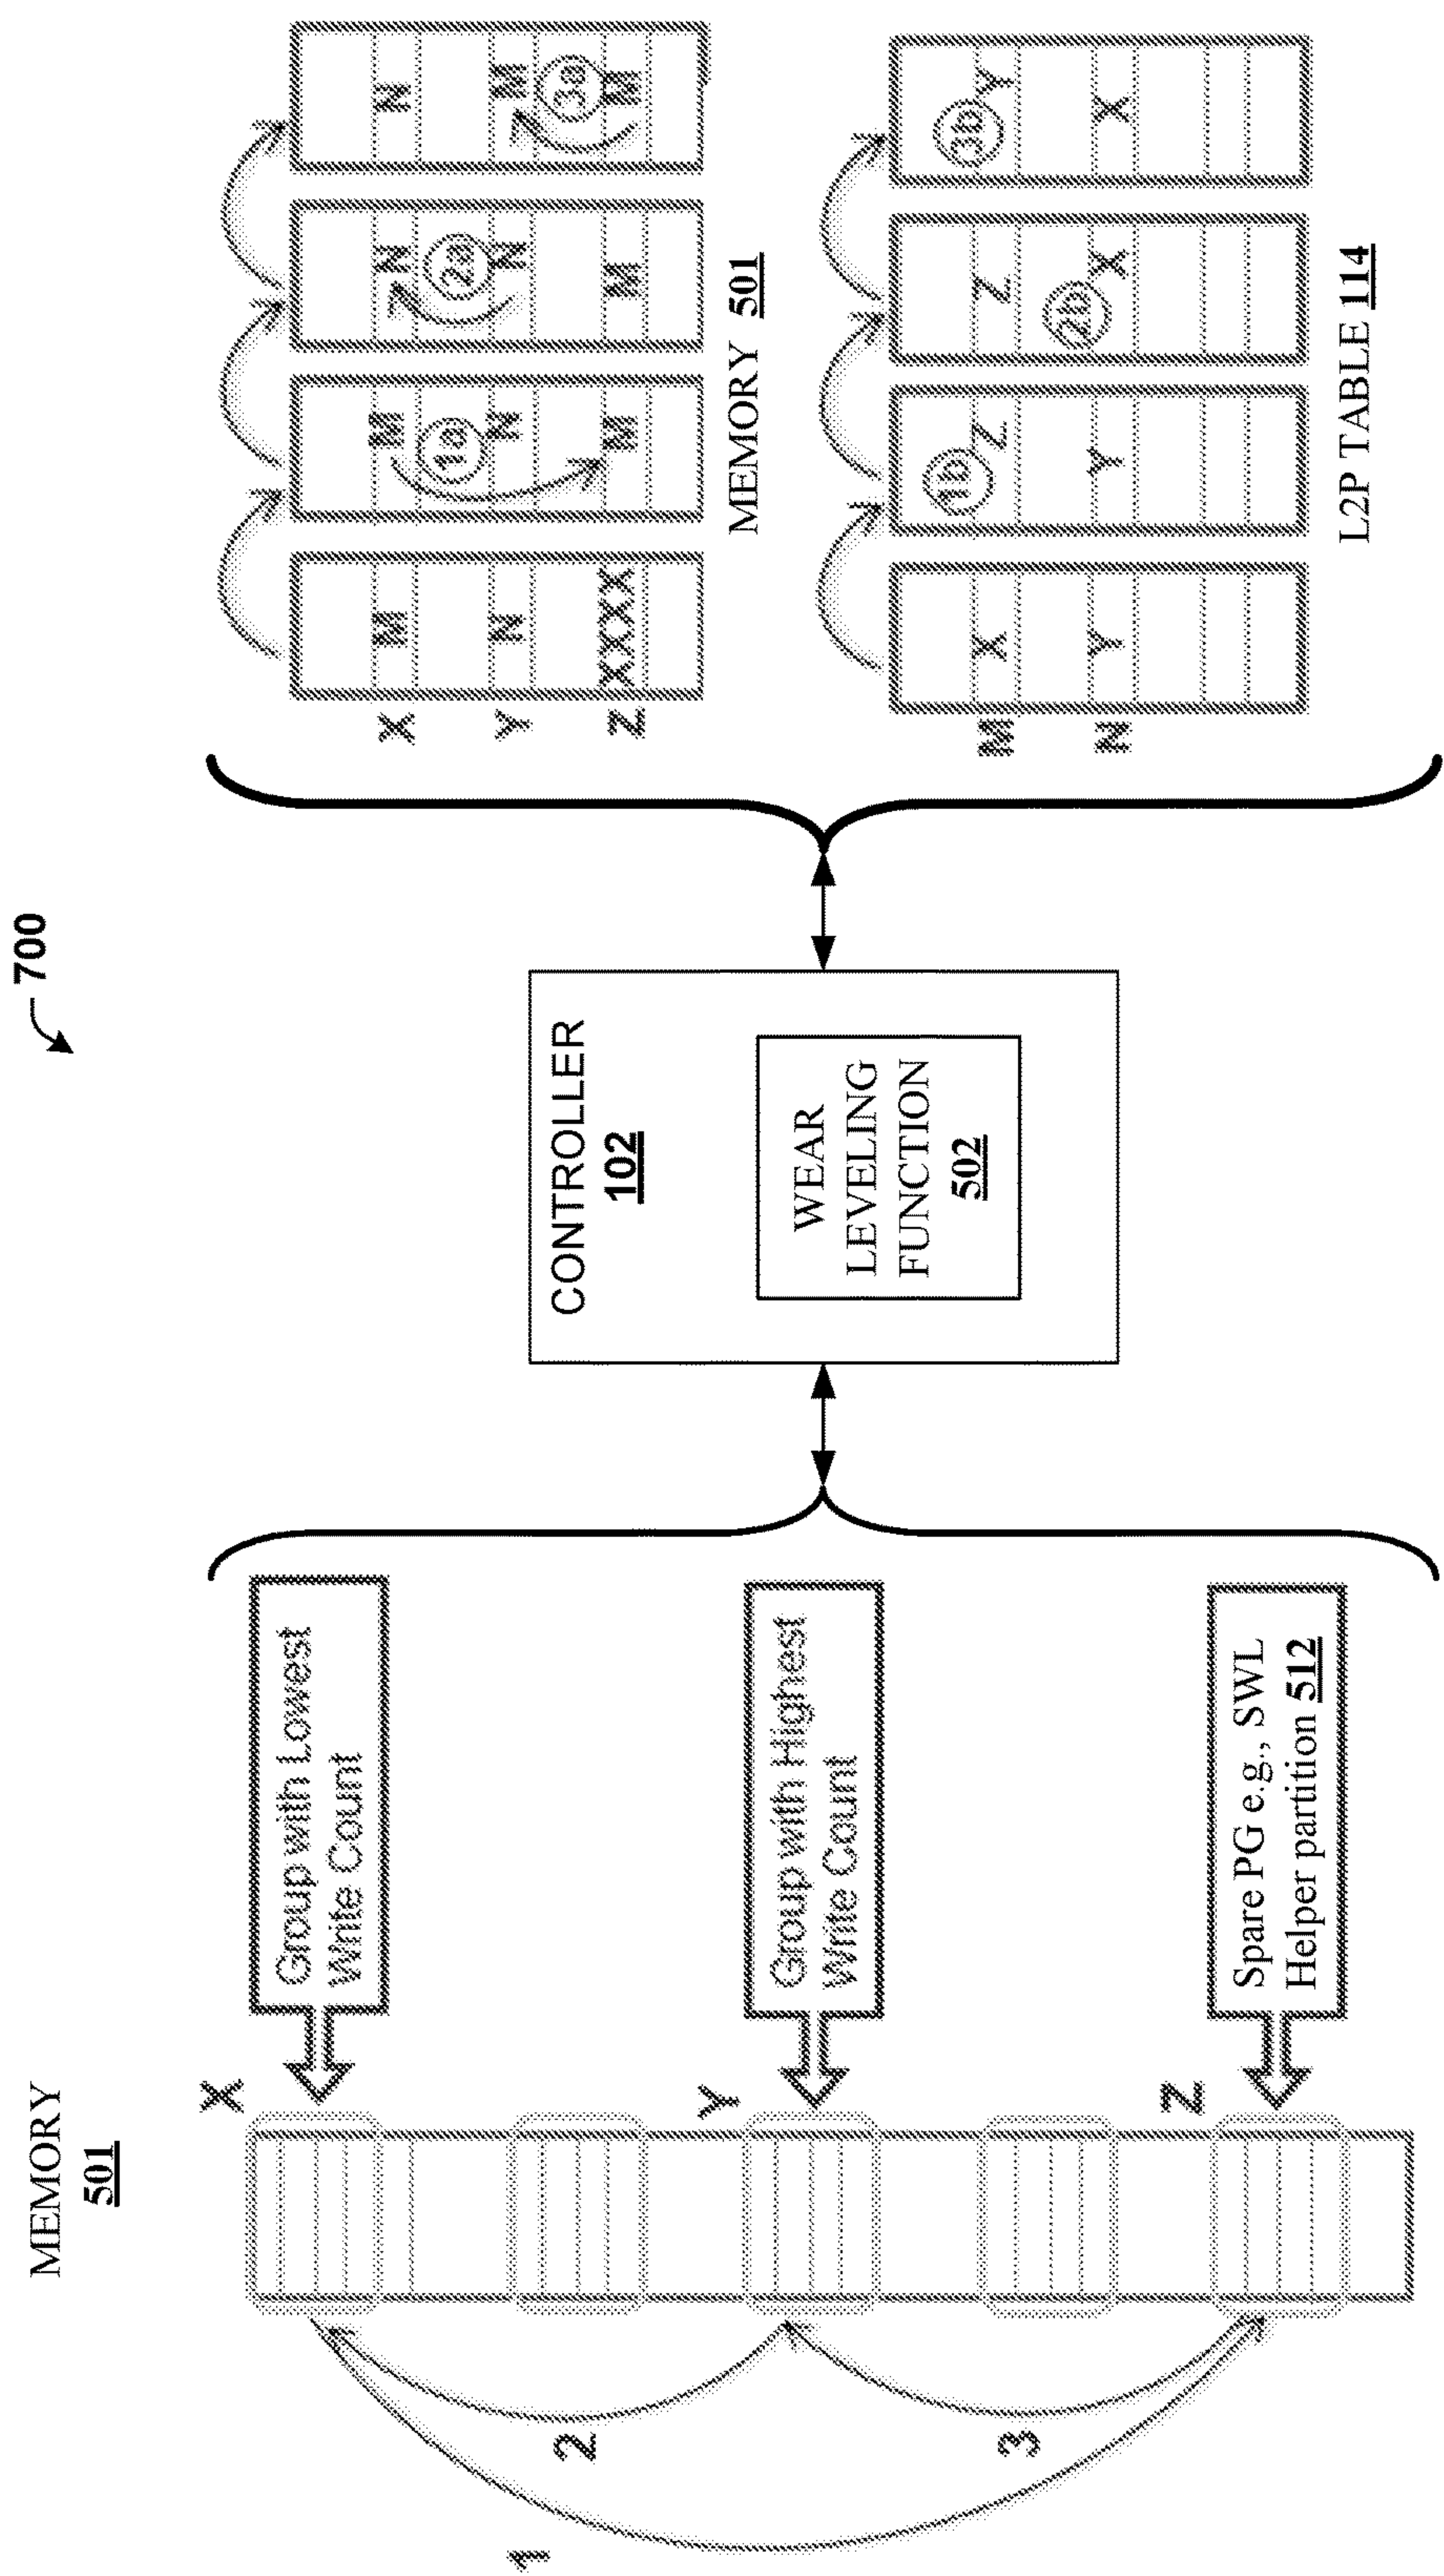 700
MEMORY
501
X
Group with Lowest
Write Count
Y
Group with Highest
Write Count
Z
Spare PG e.g., SWL
Helper partition 512
1
2
3
CONTROLLER
102
WEAR
LEVELING
FUNCTION
502
X
M
M
N
N
1a
2a
Y
N
N
N
M
3a
Z
XXXX
M
M
M
MEMORY 501
1b
3b
M
X
Z
Z
Y
2b
N
Y
Y
X
X
L2P TABLE 114